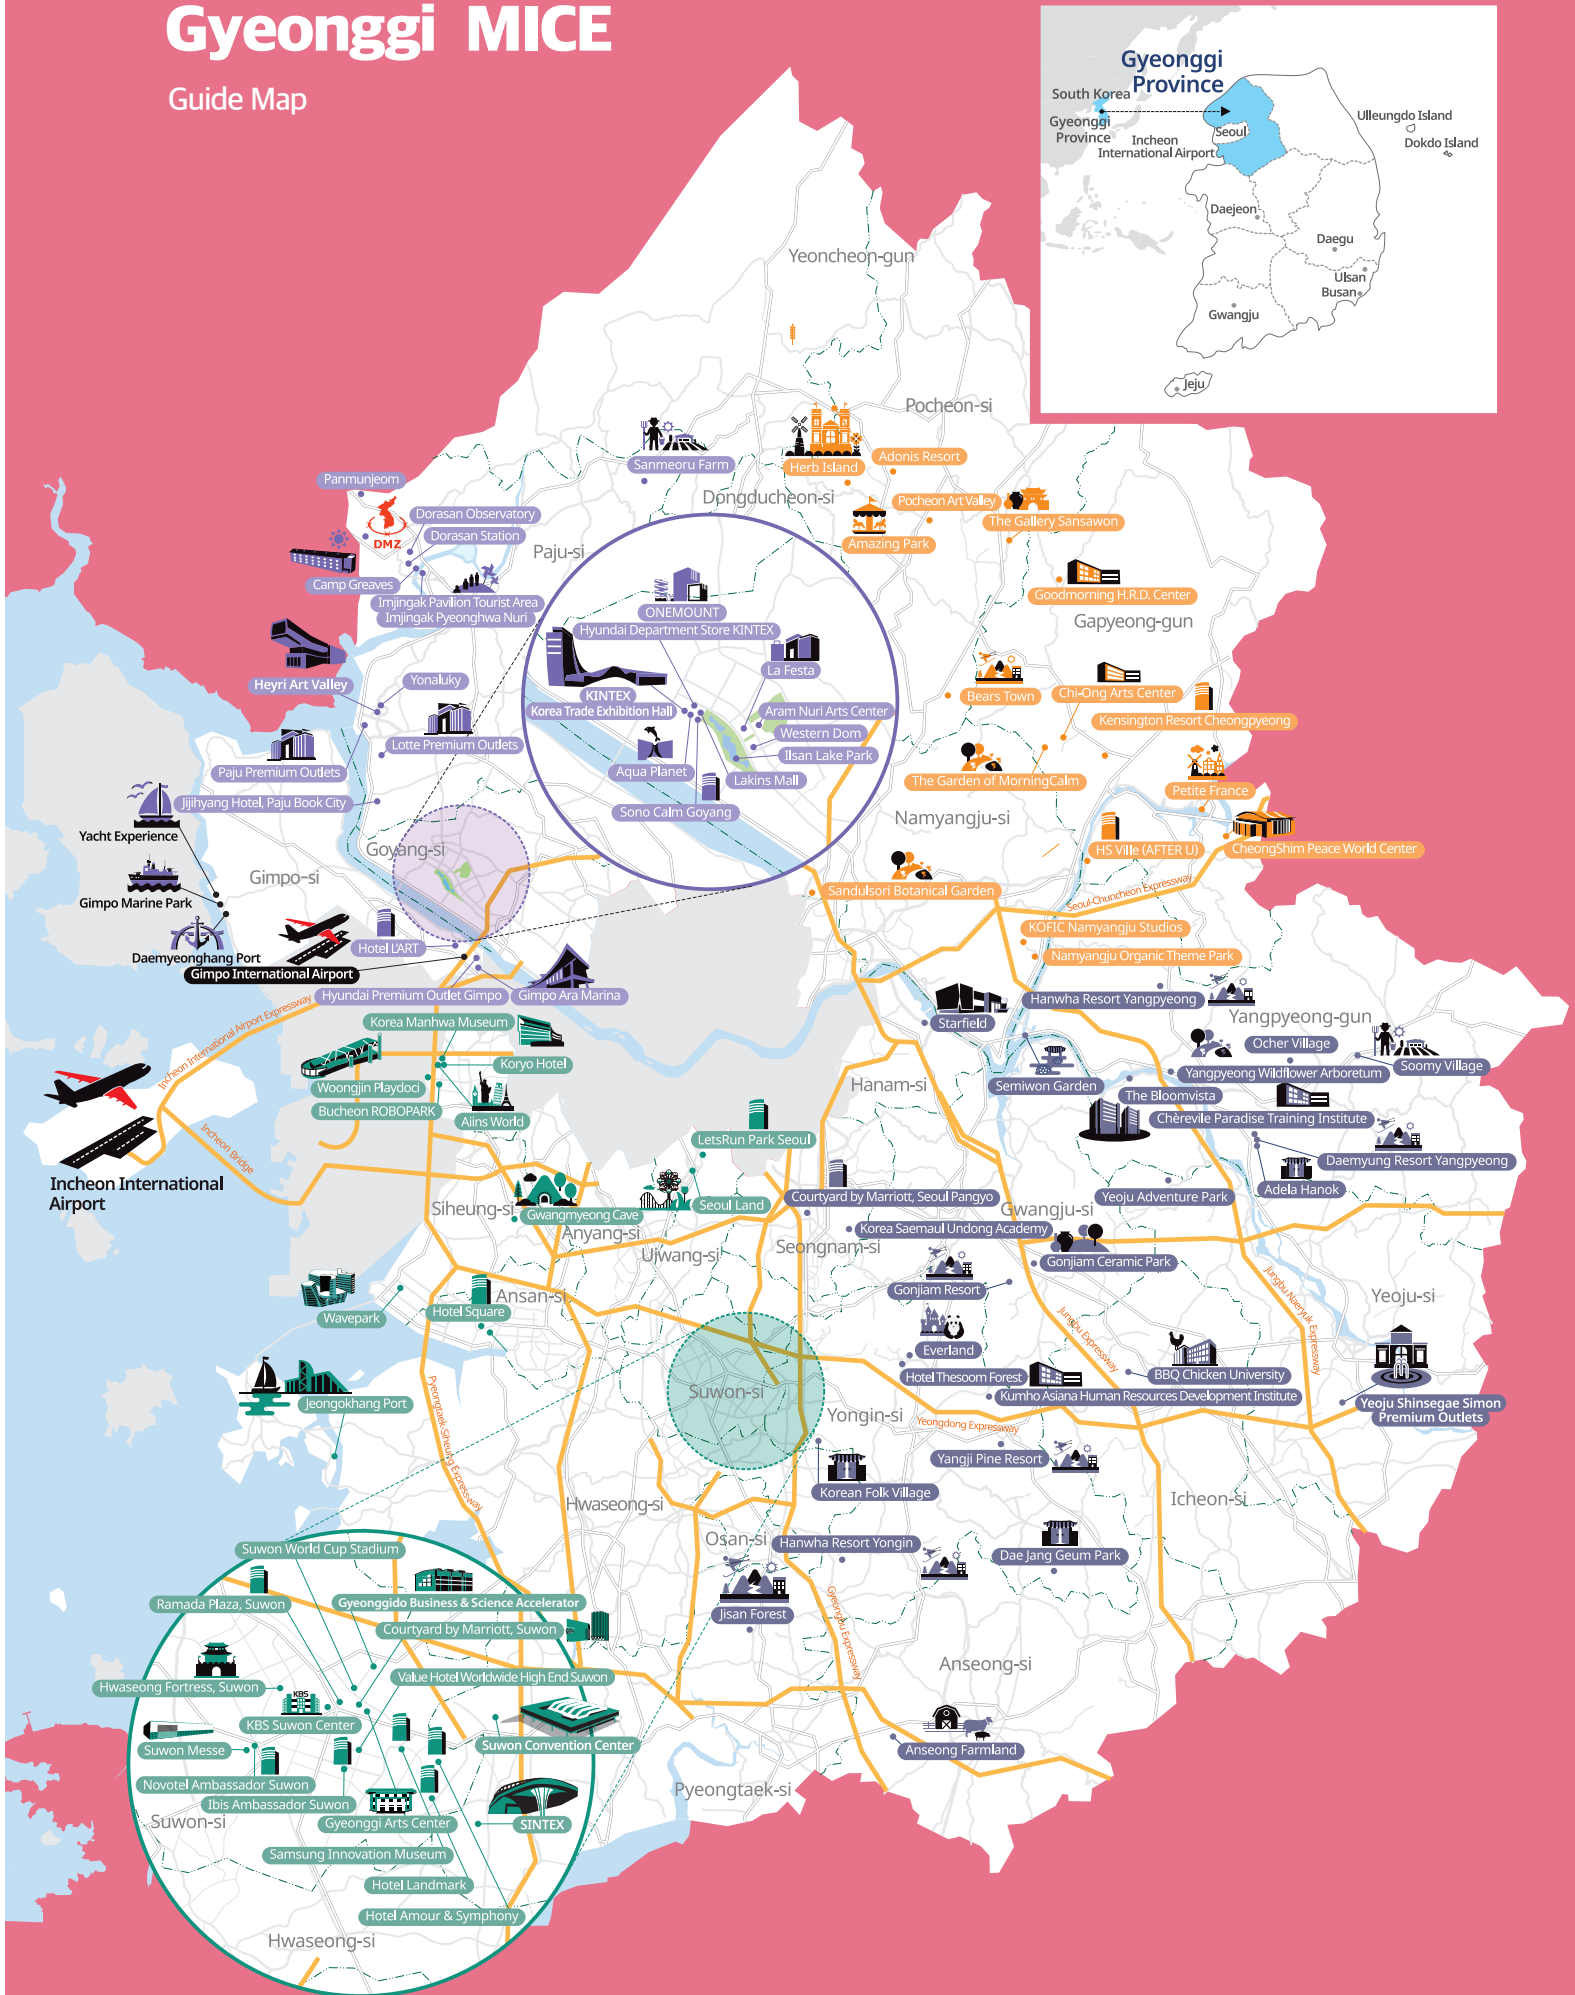 Gyeonggi MICE
Guide Map
Gyeonggi
Province
South Korea
Gyeonggi
Province
Seoul
Incheon
International Airport
Ulleungdo Island
Dokdo Island
Daejeon
Daegu
Ulsan
Busan
Gwangju
Jeju
Yeoncheon-gun
Pocheon-si
Sanmeoru Farm
Herb Island
Adonis Resort
Dongducheon-si
Pocheon Art Valley
The Gallery Sansawon
Amazing Park
Panmunjeom
DMZ
Dorasan Observatory
Dorasan Station
Paju-si
Camp Greaves
Imjingak Pavilion Tourist Area
Imjingak Pyeonghwa Nuri
Goodmorning H.R.D. Center
Gapyeong-gun
ONEMOUNT
Hyundai Department Store KINTEX
La Festa
KINTEX
Korea Trade Exhibition Hall
Aram Nuri Arts Center
Western Dom
Ilsan Lake Park
Aqua Planet
Lakins Mall
Sono Calm Goyang
Heyri Art Valley
Yonaluky
Lotte Premium Outlets
Paju Premium Outlets
Jijihyang Hotel, Paju Book City
Bears Town
Chi-Ong Arts Center
Kensington Resort Cheongpyeong
The Garden of MorningCalm
Petite France
Namyangju-si
HS Ville (AFTER U)
CheongShim Peace World Center
Sandulsori Botanical Garden
Seoul-Chuncheon Expressway
KOFIC Namyangju Studios
Namyangju Organic Theme Park
Yacht Experience
Gimpo Marine Park
Daemyeonghang Port
Goyang-si
Gimpo-si
Hotel L'ART
Gimpo International Airport
Hyundai Premium Outlet Gimpo
Gimpo Ara Marina
Incheon International Airport Expressway
Incheon Bridge
Incheon International
Airport
Korea Manhwa Museum
Koryo Hotel
Woongjin Playdoci
Bucheon ROBOPARK
Aiins World
Starfield
Hanwha Resort Yangpyeong
Yangpyeong-gun
Ocher Village
Soomy Village
Yangpyeong Wildflower Arboretum
Semiwon Garden
The Bloomvista
Chèrevile Paradise Training Institute
Daemyung Resort Yangpyeong
Adela Hanok
Yeoju Adventure Park
Hanam-si
LetsRun Park Seoul
Seoul Land
Gwangmyeong Cave
Siheung-si
Anyang-si
Ujwang-si
Courtyard by Marriott, Seoul Pangyo
Gwangju-si
Korea Saemaul Undong Academy
Seongnam-si
Gonjiam Ceramic Park
Gonjiam Resort
Wavepark
Hotel Square
Ansan-si
Everland
Hotel Thesoom Forest
Kumho Asiana Human Resources Development Institute
BBQ Chicken University
Jungbu Expressway
Jungbu Naeryuk Expressway
Yeoju-si
Yeoju Shinsegae Simon
Premium Outlets
Jeongokhang Port
Pyeongtaek-Siheung Expressway
Suwon-si
Yongin-si
Yeongdong Expressway
Yangji Pine Resort
Korean Folk Village
Icheon-si
Hwaseong-si
Osan-si
Hanwha Resort Yongin
Dae Jang Geum Park
Jisan Forest
Gyeongbu Expressway
Anseong-si
Anseong Farmland
Pyeongtaek-si
Suwon World Cup Stadium
Ramada Plaza, Suwon
Gyeonggido Business & Science Accelerator
Courtyard by Marriott, Suwon
Value Hotel Worldwide High End Suwon
Hwaseong Fortress, Suwon
KBS
KBS Suwon Center
Suwon Messe
Suwon Convention Center
Novotel Ambassador Suwon
Ibis Ambassador Suwon
Suwon-si
Gyeonggi Arts Center
SINTEX
Samsung Innovation Museum
Hotel Landmark
Hotel Amour & Symphony
Hwaseong-si